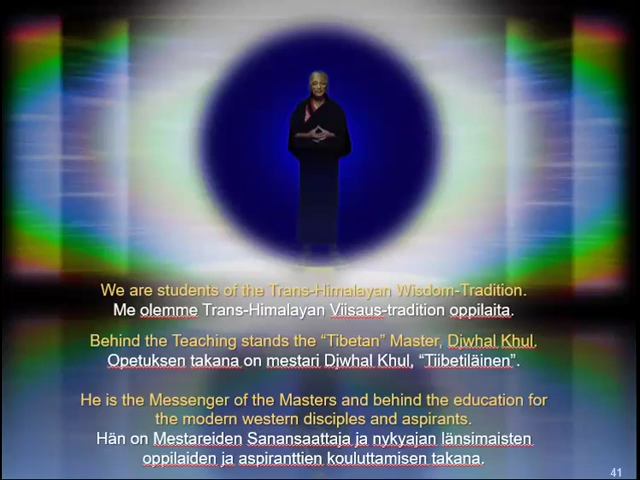 We are students of the Trans-Himalayan Wisdom-Tradition.
Me olemme Trans-Himalayan Viisaus-tradition oppilaita.
Behind the Teaching stands the “Tibetan” Master, Djwhal Khul.
Opetuksen takana on mestari Djwhal Khul, “Tiibetiläinen”.
He is the Messenger of the Masters and behind the education for
the modern western disciples and aspirants.
Hän on Mestareiden Sanansaattaja ja nykyajan länsimaisten
oppilaiden ja aspiranttien kouluttamisen takana.
41